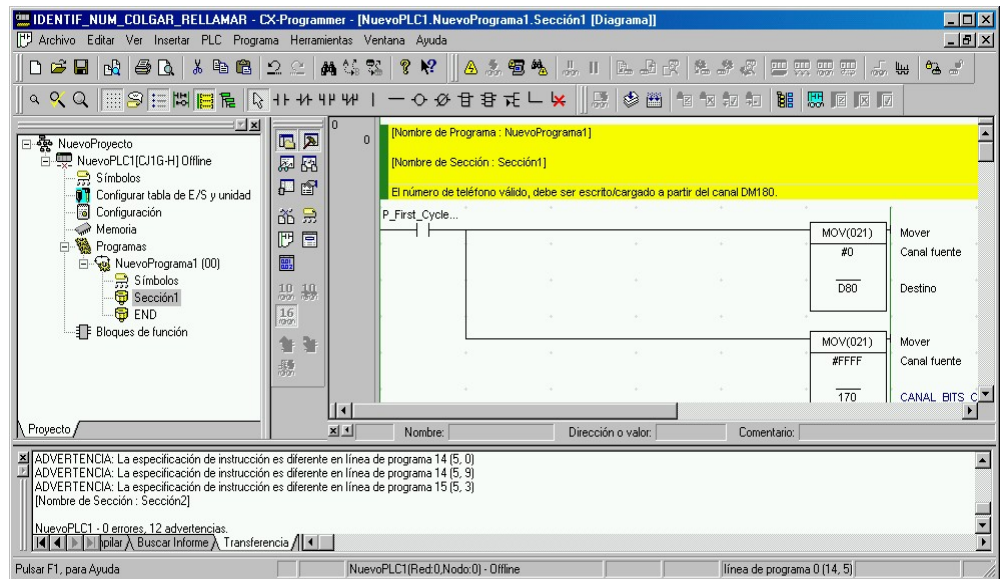 IDENTIF_NUM_COLGAR_RELLAMAR - CX-Programmer - [NuevoPLC1.NuevoPrograma1.Sección1 [Diagrama]]
Archivo Editar Ver Insertar PLC Programa Herramientas Ventana Ayuda
NuevoProyecto
NuevoPLC1[CJ1G-H] Offline
Símbolos
Configurar tabla de E/S y unidad
Configuración
Memoria
Programas
NuevoPrograma1 (00)
Símbolos
Sección1
END
Bloques de función
Proyecto
0
0
[Nombre de Programa : NuevoPrograma1]
[Nombre de Sección : Sección1]
El número de teléfono válido, debe ser escrito/cargado a partir del canal DM180.
P_First_Cycle...
MOV(021) Mover
#0 Canal fuente
D80 Destino
MOV(021) Mover
#FFFF Canal fuente
170 CANAL BITS C
Nombre: Dirección o valor: Comentario:
ADVERTENCIA: La especificación de instrucción es diferente en línea de programa 14 (5, 0)
ADVERTENCIA: La especificación de instrucción es diferente en línea de programa 14 (5, 9)
ADVERTENCIA: La especificación de instrucción es diferente en línea de programa 15 (5, 3)
[Nombre de Sección : Sección2]
NuevoPLC1 - 0 errores, 12 advertencias.
pilar Buscar Informe Transferencia
Pulsar F1, para Ayuda NuevoPLC1(Red:0,Nodo:0) - Offline línea de programa 0 (14, 5)